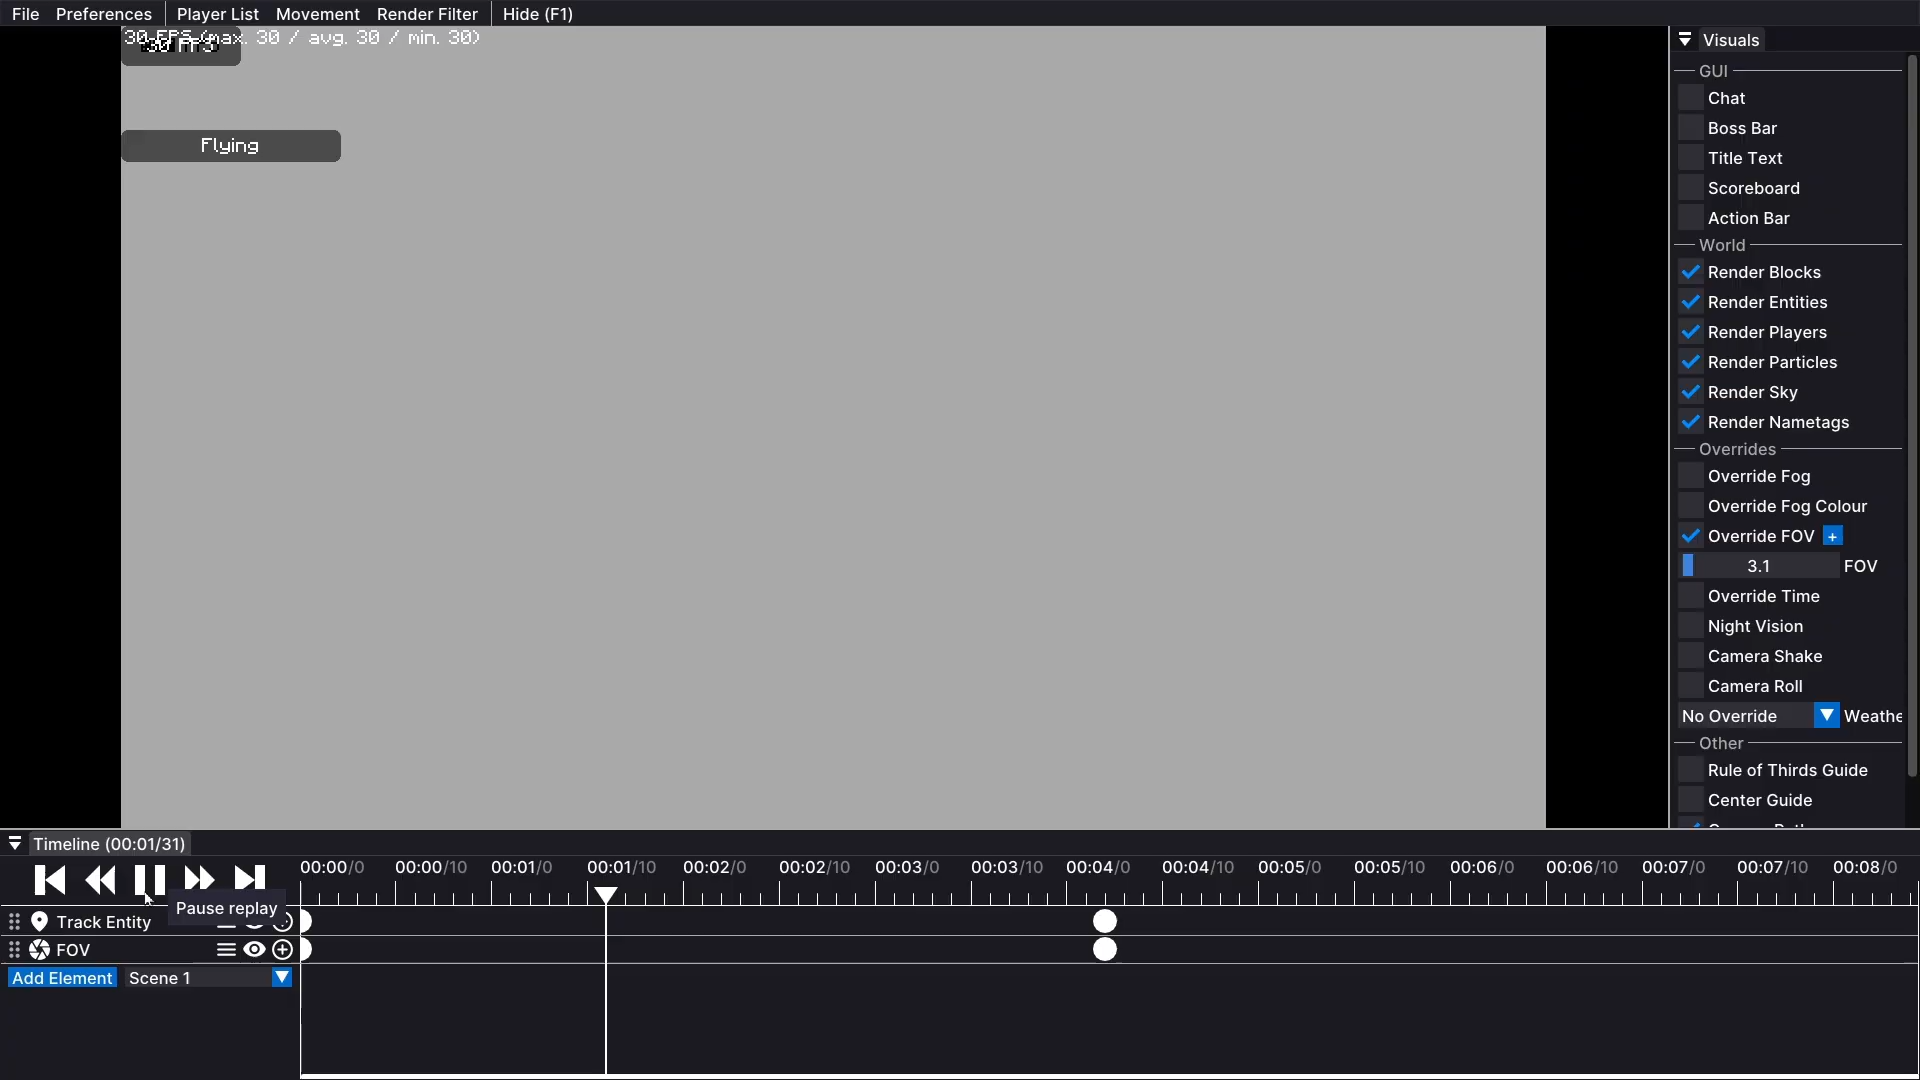 File Preferences Player List Movement Render Filter Hide (F1)
30 FPS (max. 30 / avg. 30 / min. 30)
Flying
Visuals
GUI
Chat
Boss Bar
Title Text
Scoreboard
Action Bar
World
Render Blocks
Render Entities
Render Players
Render Particles
Render Sky
Render Nametags
Overrides
Override Fog
Override Fog Colour
Override FOV +
3.1 FOV
Override Time
Night Vision
Camera Shake
Camera Roll
No Override Weathe
Other
Rule of Thirds Guide
Center Guide
Timeline (00:01/31)
00:00/0 00:00/10 00:01/0 00:01/10 00:02/0 00:02/10 00:03/0 00:03/10 00:04/0 00:04/10 00:05/0 00:05/10 00:06/0 00:06/10 00:07/0 00:07/10 00:08/0
Pause replay
Track Entity
FOV
Add Element Scene 1